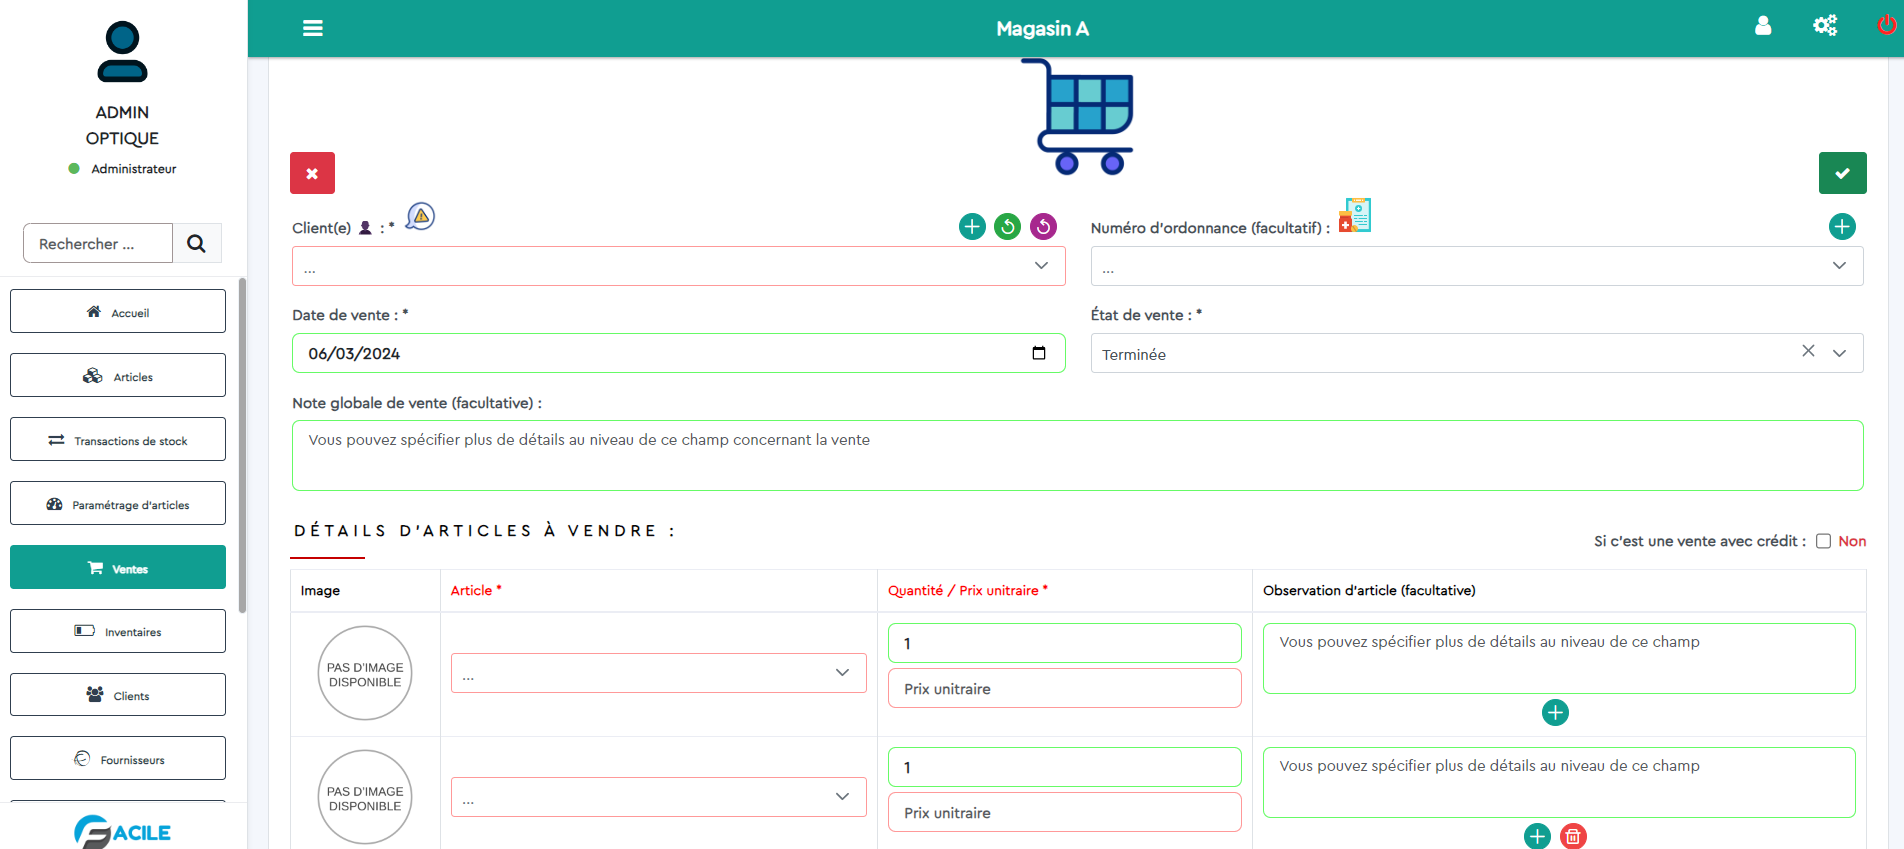 Magasin A
ADMIN
OPTIQUE
Administrateur
Rechercher ...
Accueil
Articles
Transactions de stock
Paramétrage d'articles
Ventes
Inventaires
Clients
Fournisseurs
FACILE
Client(e) : *
...
Numéro d'ordonnance (facultatif) :
...
Date de vente : *
06/03/2024
État de vente : *
Terminée
Note globale de vente (facultative) :
Vous pouvez spécifier plus de détails au niveau de ce champ concernant la vente
DÉTAILS D'ARTICLES À VENDRE :
Si c'est une vente avec crédit : Non
Image Article * Quantité / Prix unitraire * Observation d'article (facultative)
PAS D'IMAGE
DISPONIBLE
...
1
Prix unitraire
Vous pouvez spécifier plus de détails au niveau de ce champ
PAS D'IMAGE
DISPONIBLE
...
1
Prix unitraire
Vous pouvez spécifier plus de détails au niveau de ce champ